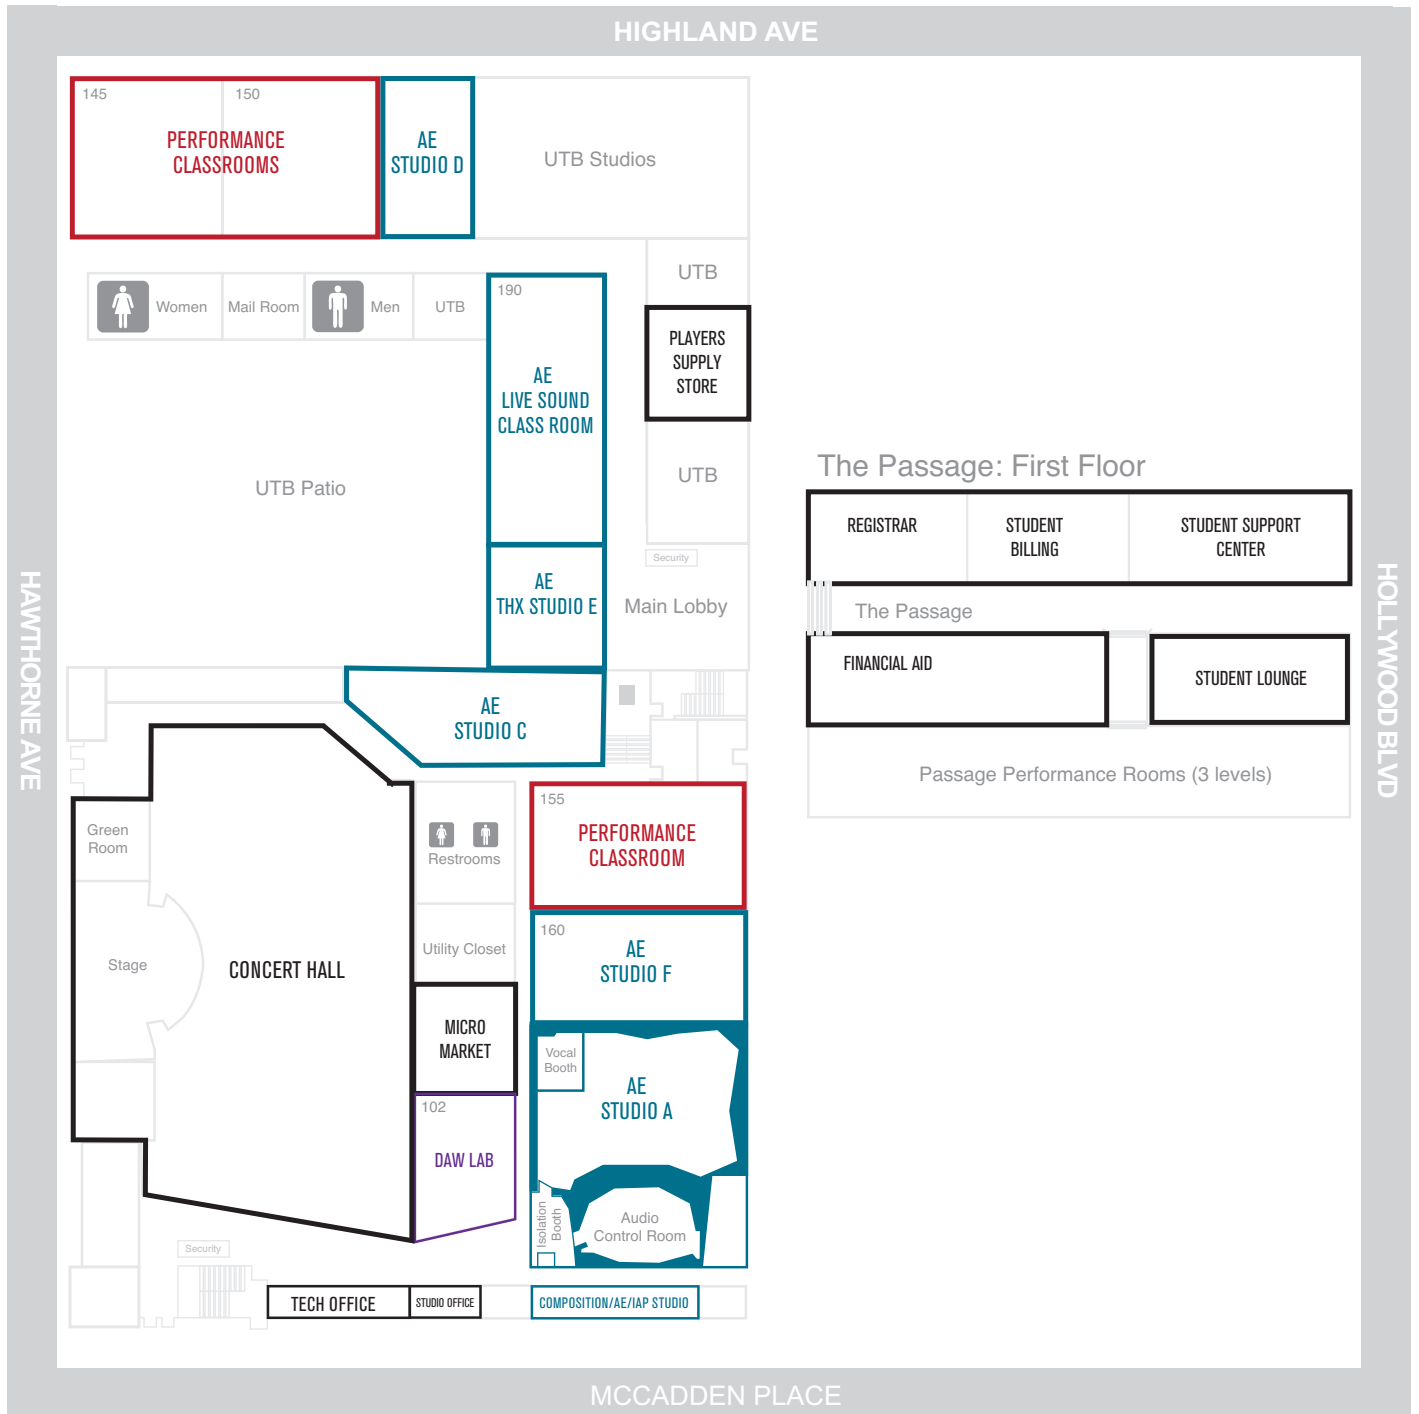 HIGHLAND AVE
145
150
PERFORMANCE
CLASSROOMS
AE
STUDIO D
UTB Studios
Women
Mail Room
Men
UTB
190
AE
LIVE SOUND
CLASS ROOM
UTB
PLAYERS
SUPPLY
STORE
UTB
Security
UTB Patio
AE
THX STUDIO E
Main Lobby
AE
STUDIO C
The Passage: First Floor
REGISTRAR
STUDENT
BILLING
STUDENT SUPPORT
CENTER
The Passage
FINANCIAL AID
STUDENT LOUNGE
Passage Performance Rooms (3 levels)
HAWTHORNE AVE
HOLLYWOOD BLVD
Green
Room
Stage
CONCERT HALL
Restrooms
Utility Closet
155
PERFORMANCE
CLASSROOM
160
AE
STUDIO F
MICRO
MARKET
Vocal
Booth
AE
STUDIO A
102
DAW LAB
Isolation
Booth
Audio
Control Room
Security
TECH OFFICE
STUDIO OFFICE
COMPOSITION/AE/IAP STUDIO
MCCADDEN PLACE